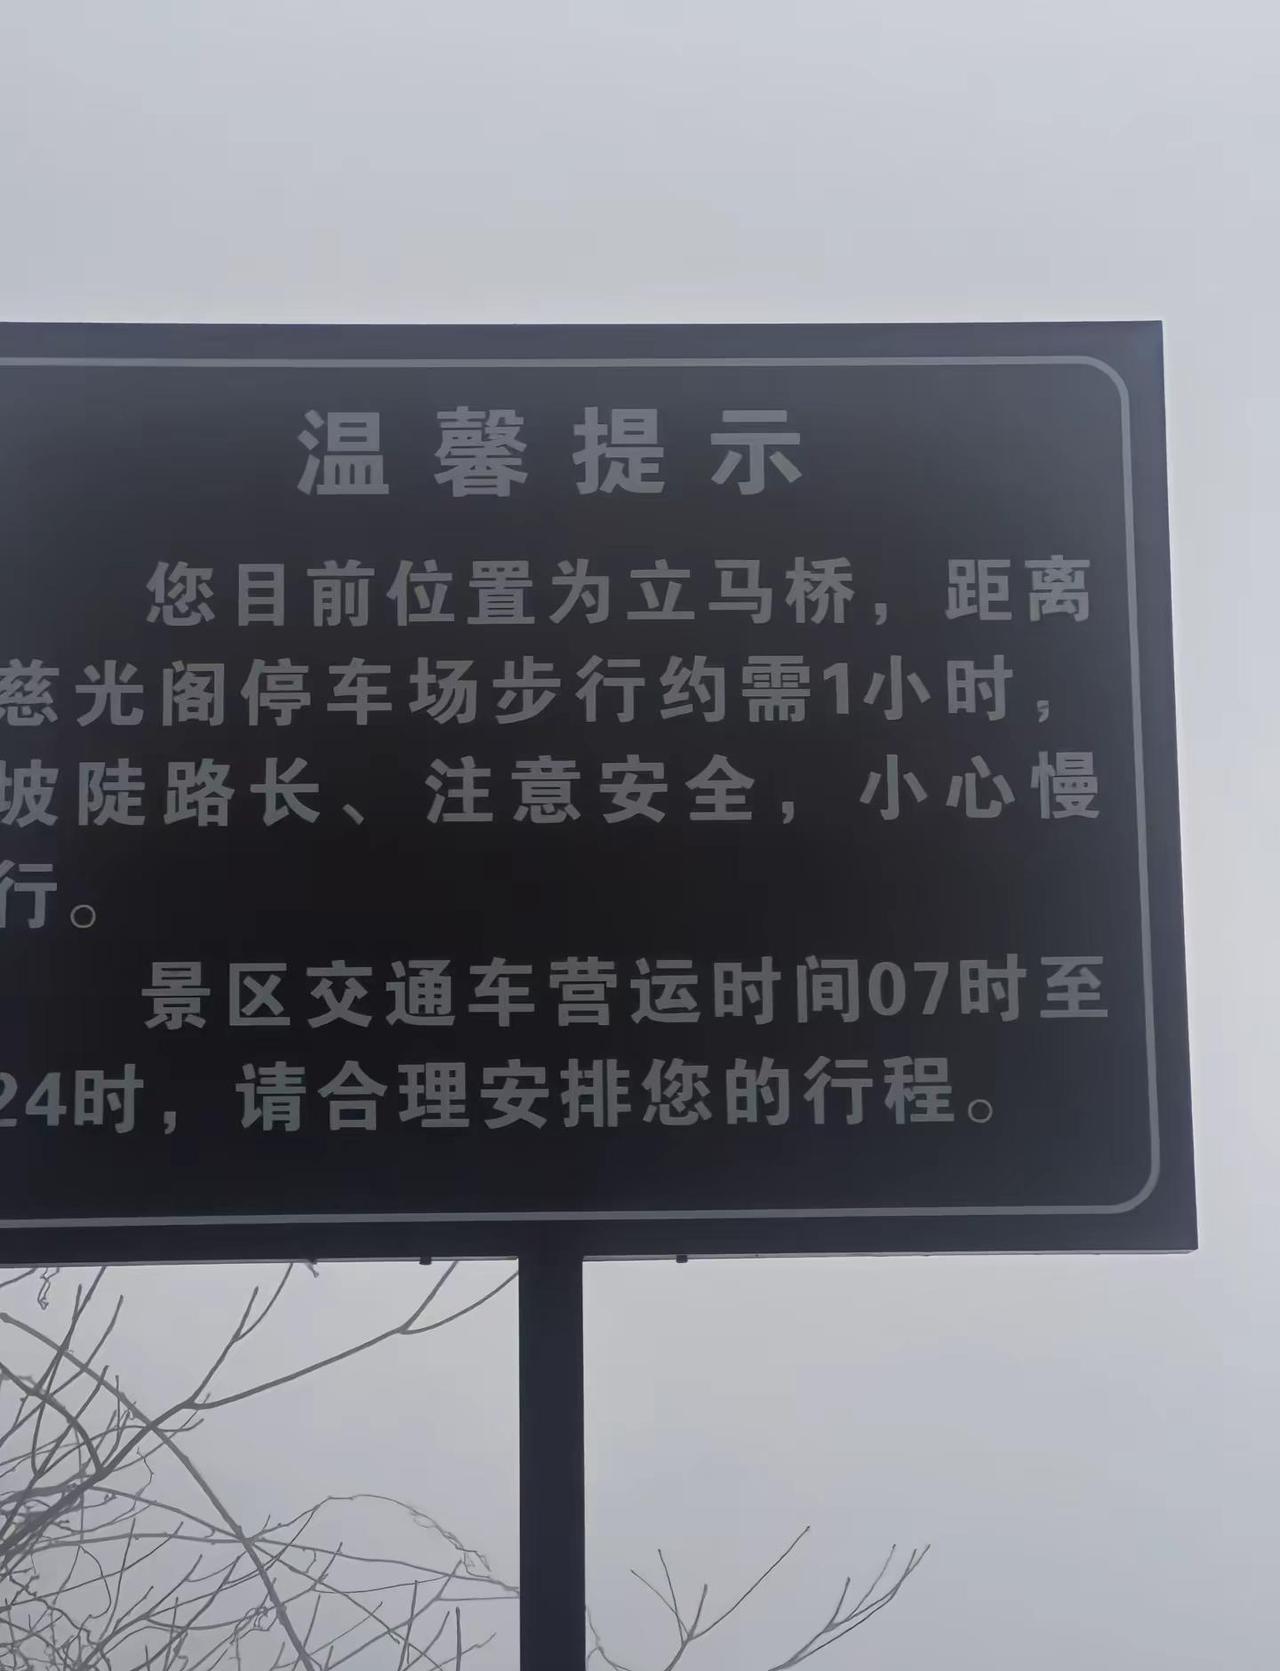 温馨提示
您目前位置为立马桥，距离
慈光阁停车场步行约需1小时，
坡陡路长、注意安全，小心慢
行。
景区交通车营运时间07时至
24时，请合理安排您的行程。